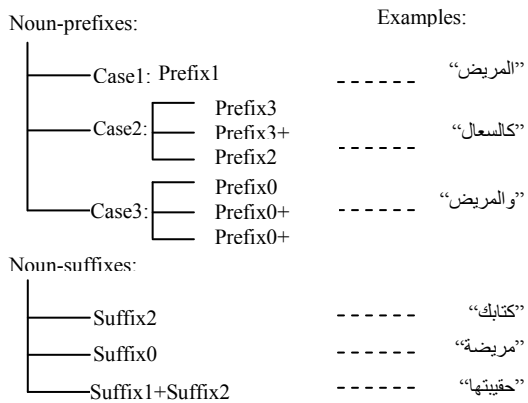 Noun-prefixes: Examples:
Case1: Prefix1 ”المريض“
Prefix3
Case2: Prefix3+ ”كالسعال“
Prefix2
Prefix0
Case3: Prefix0+ ”والمريض“
Prefix0+
Noun-suffixes:
Suffix2 ”كتابك“
Suffix0 ”مريضة“
Suffix1+Suffix2 ”حقيبتها“